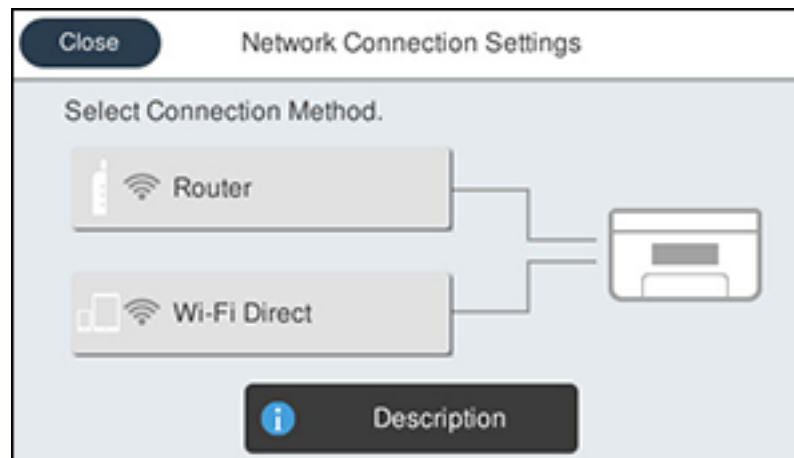 Close
Network Connection Settings
Select Connection Method.
Router
Wi-Fi Direct
Description